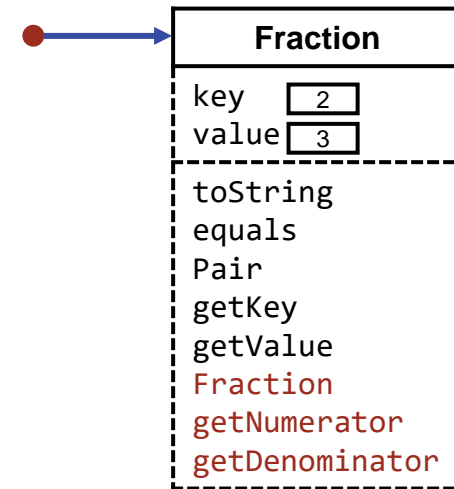 Fraction
key 2
value 3
toString
equals
Pair
getKey
getValue
Fraction
getNumerator
getDenominator